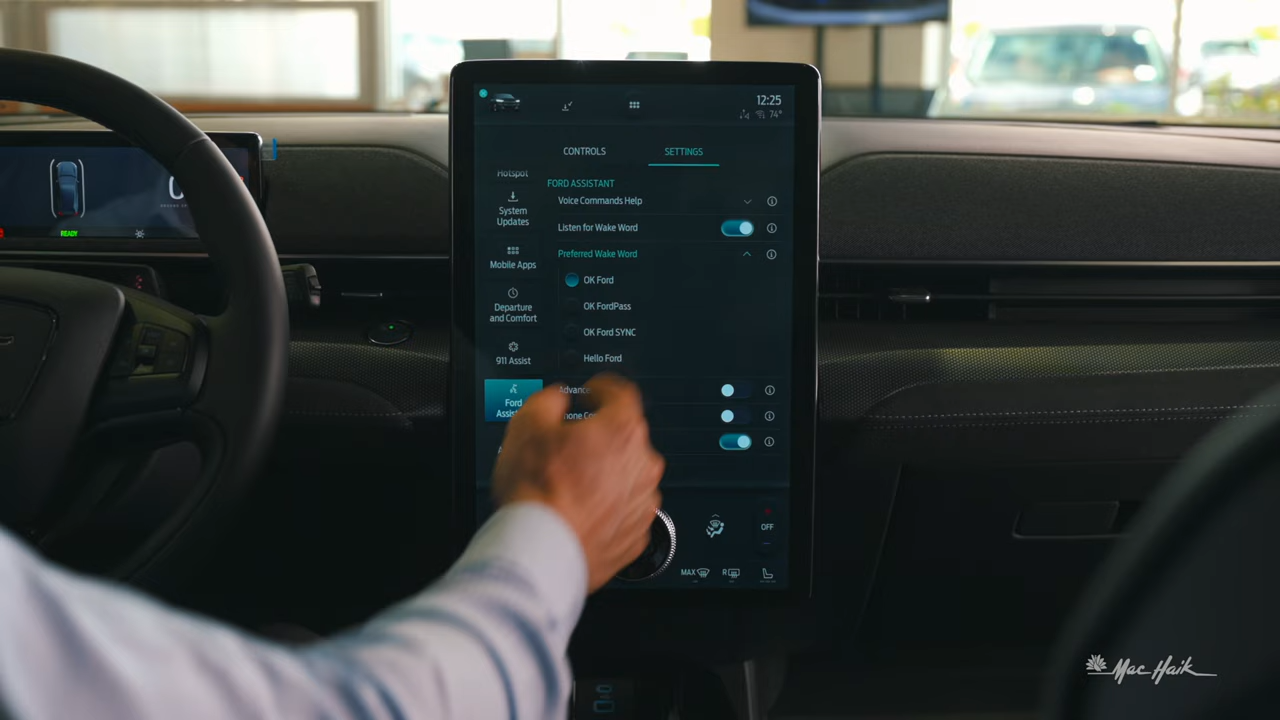 12:25
74°
CONTROLS
SETTINGS
Hotspot
FORD ASSISTANT
Voice Commands Help
System
Updates
Listen for Wake Word
Mobile Apps
Preferred Wake Word
OK Ford
Departure
and Comfort
OK FordPass
OK Ford SYNC
911 Assist
Hello Ford
Ford
READY
OFF
MAX
R
Mac Haik